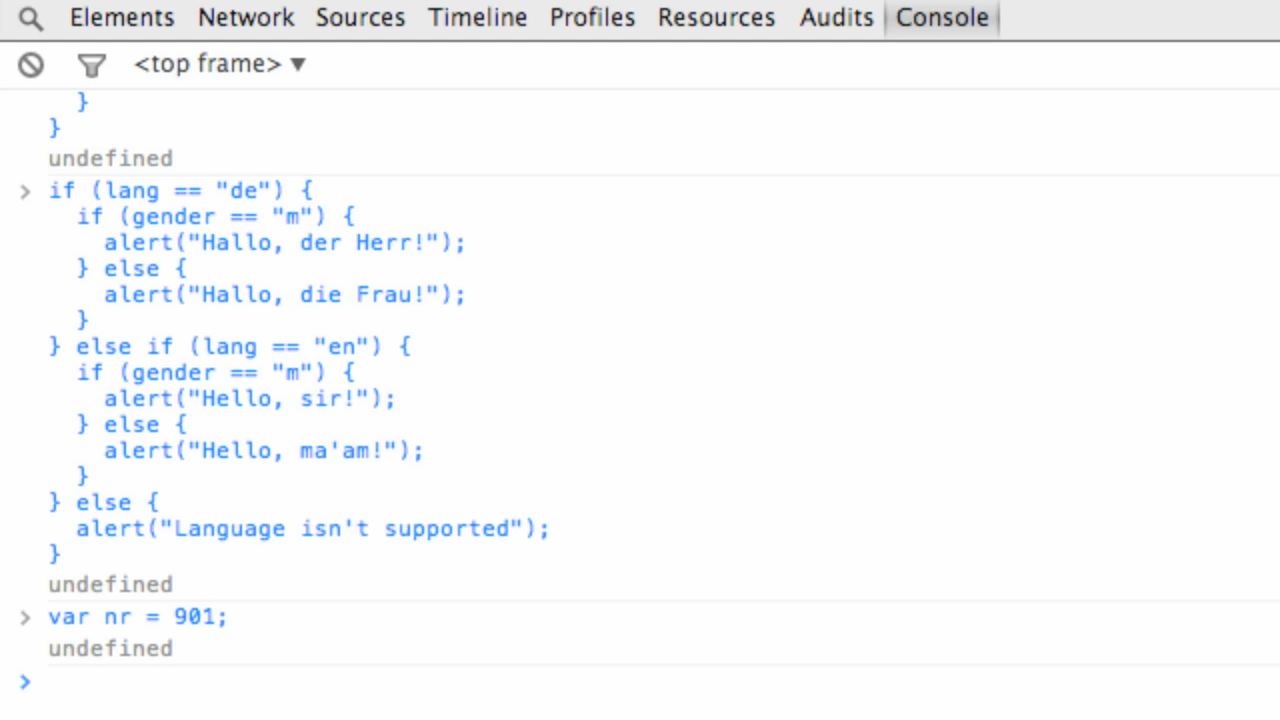 Elements Network Sources Timeline Profiles Resources Audits Console
<top frame> ▼
}
}
undefined
> if (lang == "de") {
if (gender == "m") {
alert("Hallo, der Herr!");
} else {
alert("Hallo, die Frau!");
}
} else if (lang == "en") {
if (gender == "m") {
alert("Hello, sir!");
} else {
alert("Hello, ma'am!");
}
} else {
alert("Language isn't supported");
}
undefined
> var nr = 901;
undefined
>